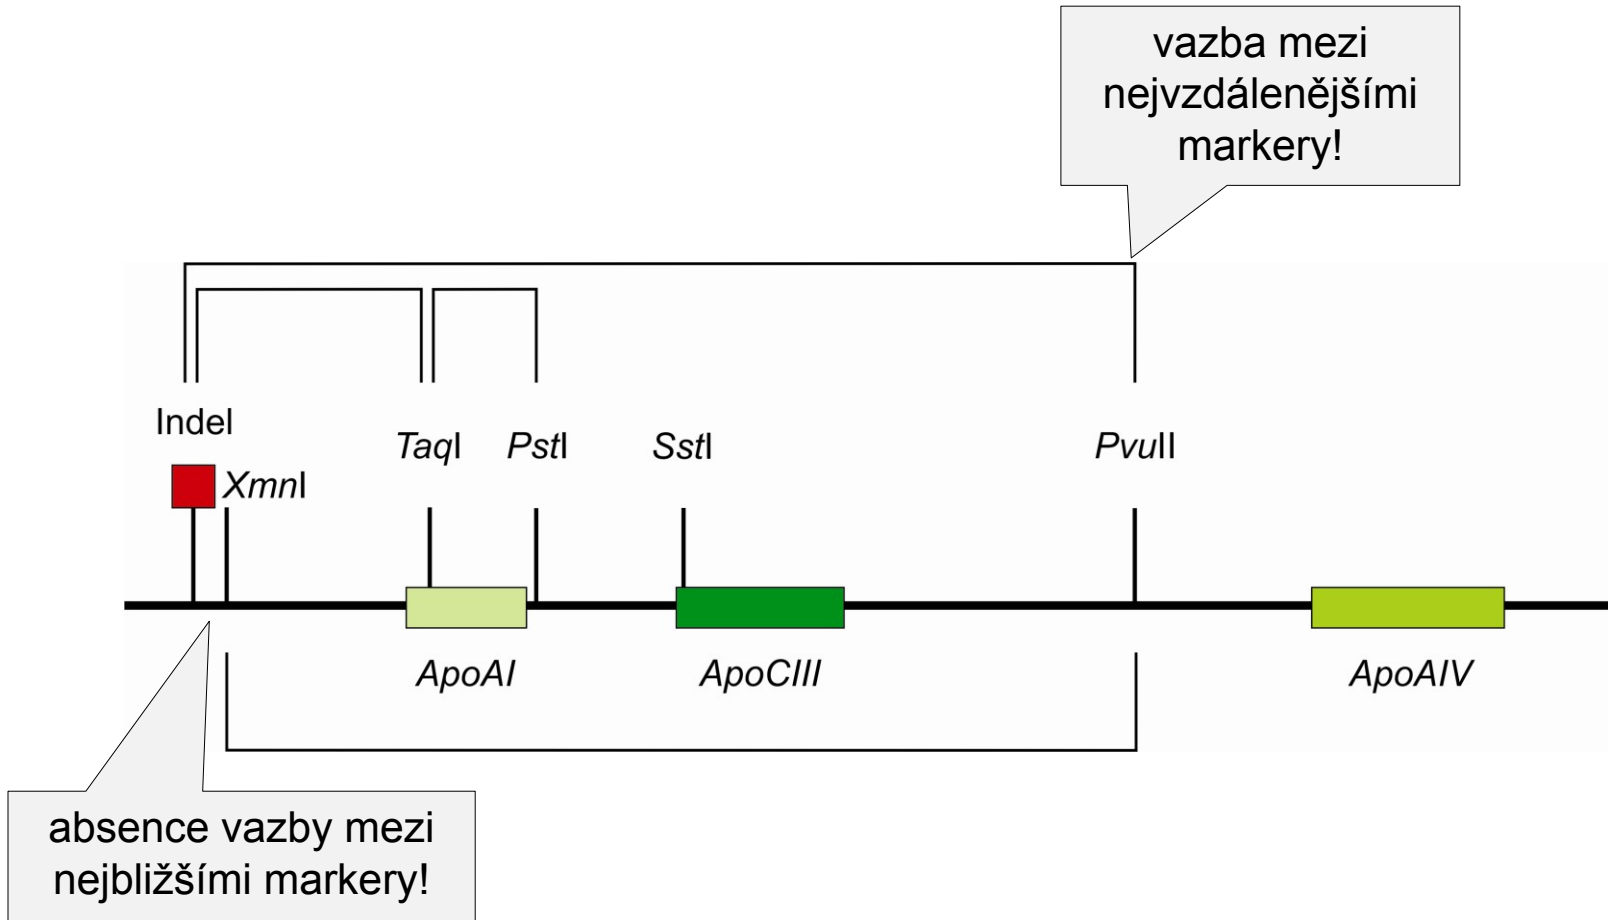 vazba mezi
nejvzdálenějšími
markery!
Indel
XmnI
TaqI
PstI
SstI
PvuII
ApoAI
ApoCIII
ApoAIV
absence vazby mezi
nejbližšími markery!